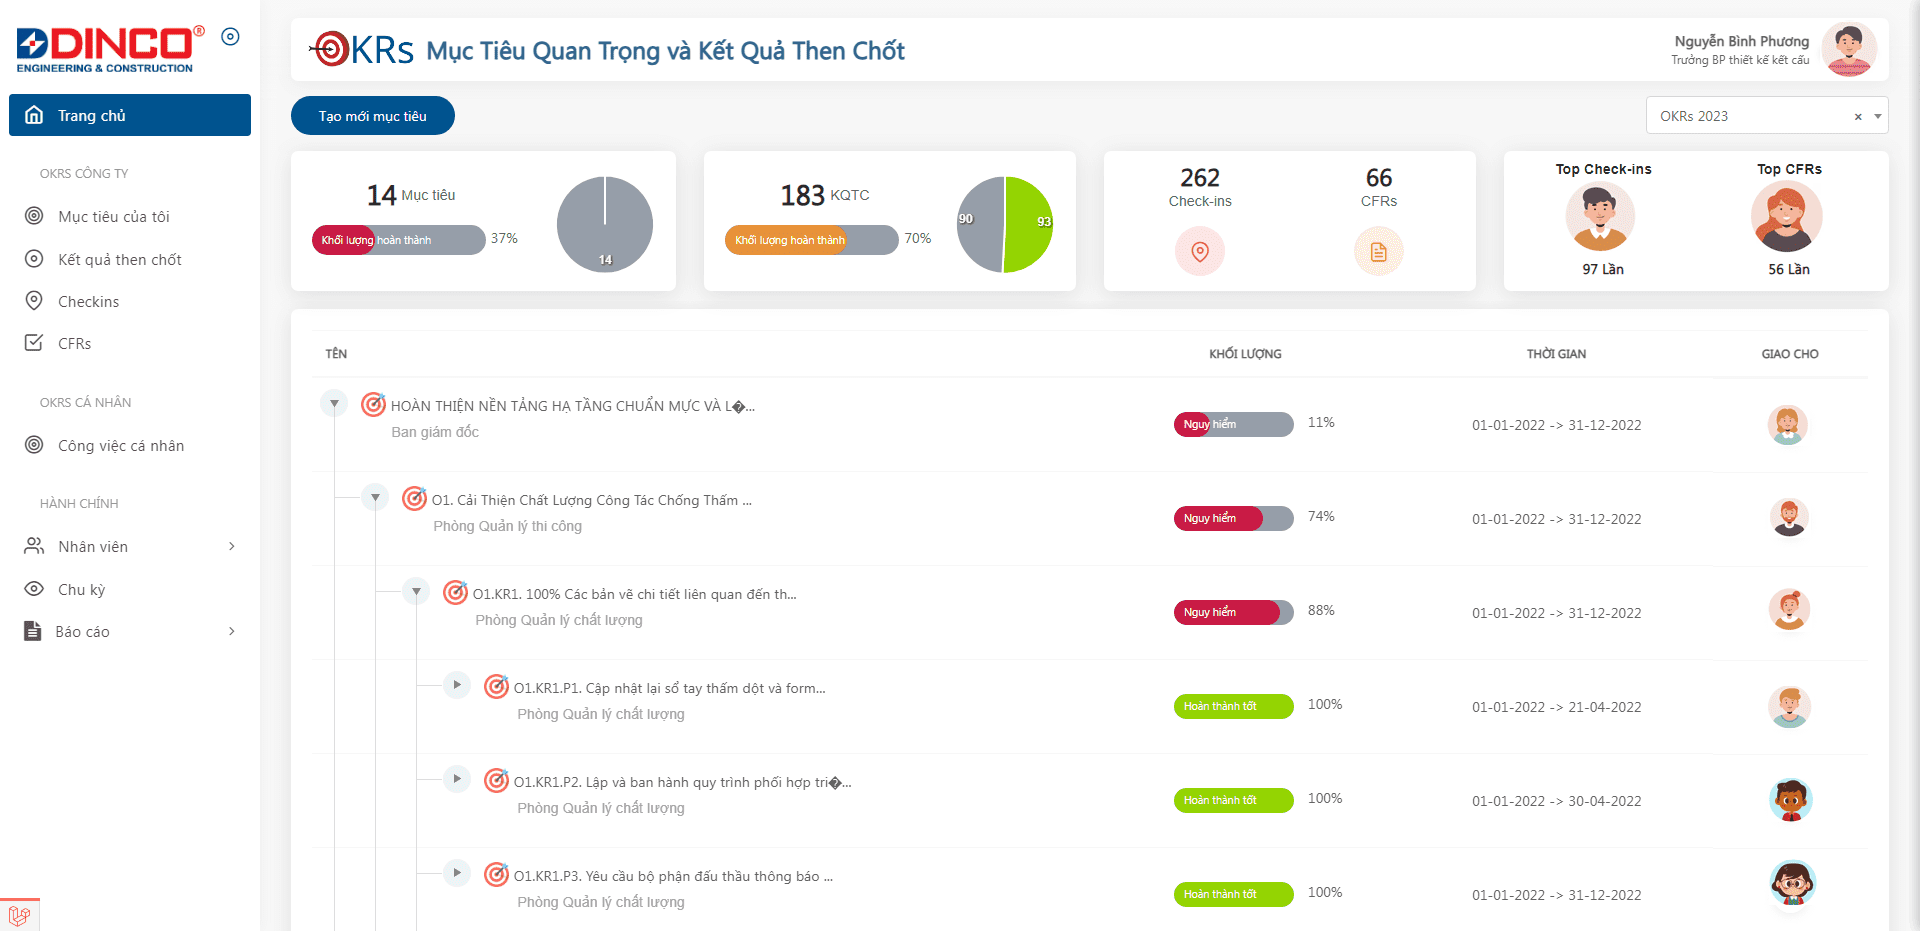 DINCO®
ENGINEERING & CONSTRUCTION
Trang chủ
OKRS CÔNG TY
Mục tiêu của tôi
Kết quả then chốt
Checkins
CFRs
OKRS CÁ NHÂN
Công việc cá nhân
HÀNH CHÍNH
Nhân viên
Chu kỳ
Báo cáo
OKRs Mục Tiêu Quan Trọng và Kết Quả Then Chốt
Nguyễn Bình Phương
Trưởng BP thiết kế kết cấu
Tạo mới mục tiêu
OKRs 2023 ×
14 Mục tiêu
Khối lượng hoàn thành 37%
14
183 KQTC
Khối lượng hoàn thành 70%
90 93
262
Check-ins
66
CFRs
Top Check-ins
97 Lần
Top CFRs
56 Lần
TÊN KHỐI LƯỢNG THỜI GIAN GIAO CHO
HOÀN THIỆN NỀN TẢNG HẠ TẦNG CHUẨN MỰC VÀ L�...
Ban giám đốc
Nguy hiểm 11% 01-01-2022 -> 31-12-2022
O1. Cải Thiện Chất Lượng Công Tác Chống Thấm ...
Phòng Quản lý thi công
Nguy hiểm 74% 01-01-2022 -> 31-12-2022
O1.KR1. 100% Các bản vẽ chi tiết liên quan đến th...
Phòng Quản lý chất lượng
Nguy hiểm 88% 01-01-2022 -> 31-12-2022
O1.KR1.P1. Cập nhật lại sổ tay thấm dột và form...
Phòng Quản lý chất lượng
Hoàn thành tốt 100% 01-01-2022 -> 21-04-2022
O1.KR1.P2. Lập và ban hành quy trình phối hợp tri�...
Phòng Quản lý chất lượng
Hoàn thành tốt 100% 01-01-2022 -> 30-04-2022
O1.KR1.P3. Yêu cầu bộ phận đấu thầu thông báo ...
Phòng Quản lý chất lượng
Hoàn thành tốt 100% 01-01-2022 -> 31-12-2022